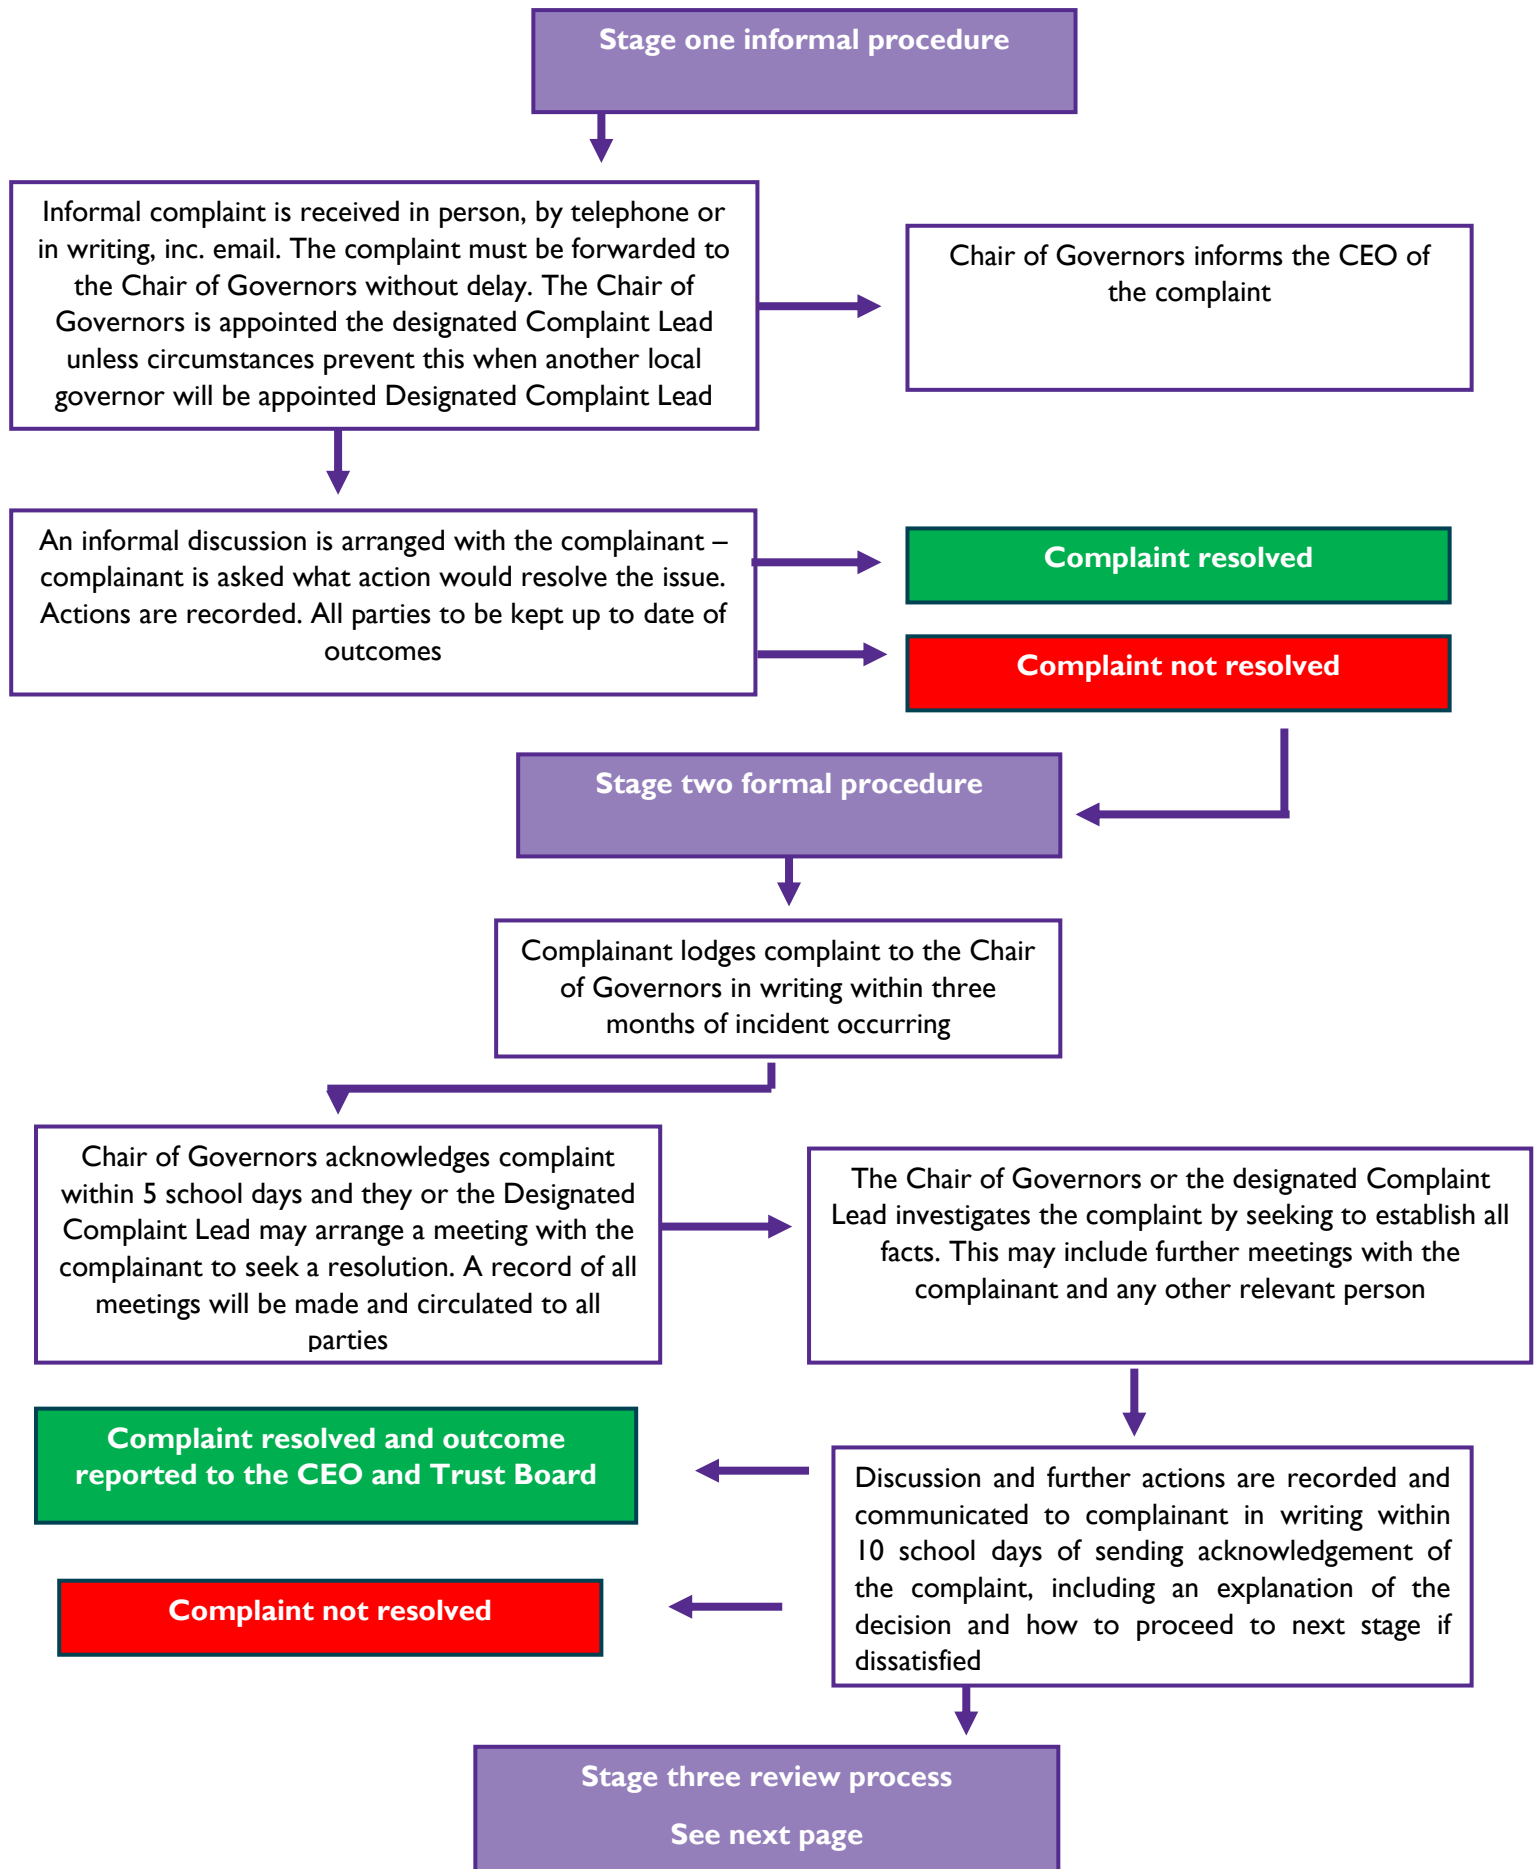 Stage one informal procedure
Informal complaint is received in person, by telephone or
in writing, inc. email. The complaint must be forwarded to
the Chair of Governors without delay. The Chair of
Governors is appointed the designated Complaint Lead
unless circumstances prevent this when another local
governor will be appointed Designated Complaint Lead
Chair of Governors informs the CEO of
the complaint
An informal discussion is arranged with the complainant –
complainant is asked what action would resolve the issue.
Actions are recorded. All parties to be kept up to date of
outcomes
Complaint resolved
Complaint not resolved
Stage two formal procedure
Complainant lodges complaint to the Chair
of Governors in writing within three
months of incident occurring
Chair of Governors acknowledges complaint
within 5 school days and they or the Designated
Complaint Lead may arrange a meeting with the
complainant to seek a resolution. A record of all
meetings will be made and circulated to all
parties
The Chair of Governors or the designated Complaint
Lead investigates the complaint by seeking to establish all
facts. This may include further meetings with the
complainant and any other relevant person
Complaint resolved and outcome
reported to the CEO and Trust Board
Discussion and further actions are recorded and
communicated to complainant in writing within
10 school days of sending acknowledgement of
the complaint, including an explanation of the
decision and how to proceed to next stage if
dissatisfied
Complaint not resolved
Stage three review process
See next page